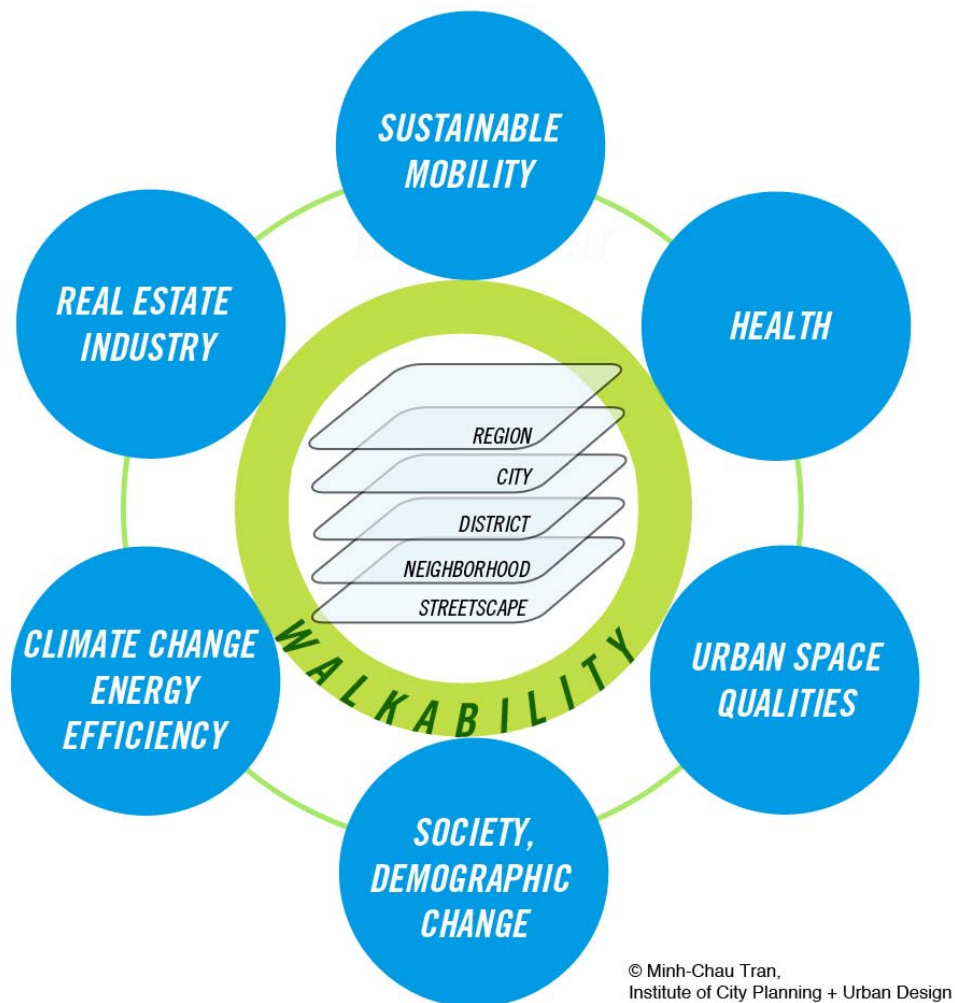 SUSTAINABLE
MOBILITY
REAL ESTATE
INDUSTRY
HEALTH
REGION
CITY
DISTRICT
NEIGHBORHOOD
STREETSCAPE
WALKABILITY
CLIMATE CHANGE
ENERGY
EFFICIENCY
URBAN SPACE
QUALITIES
SOCIETY,
DEMOGRAPHIC
CHANGE
© Minh-Chau Tran,
Institute of City Planning + Urban Design